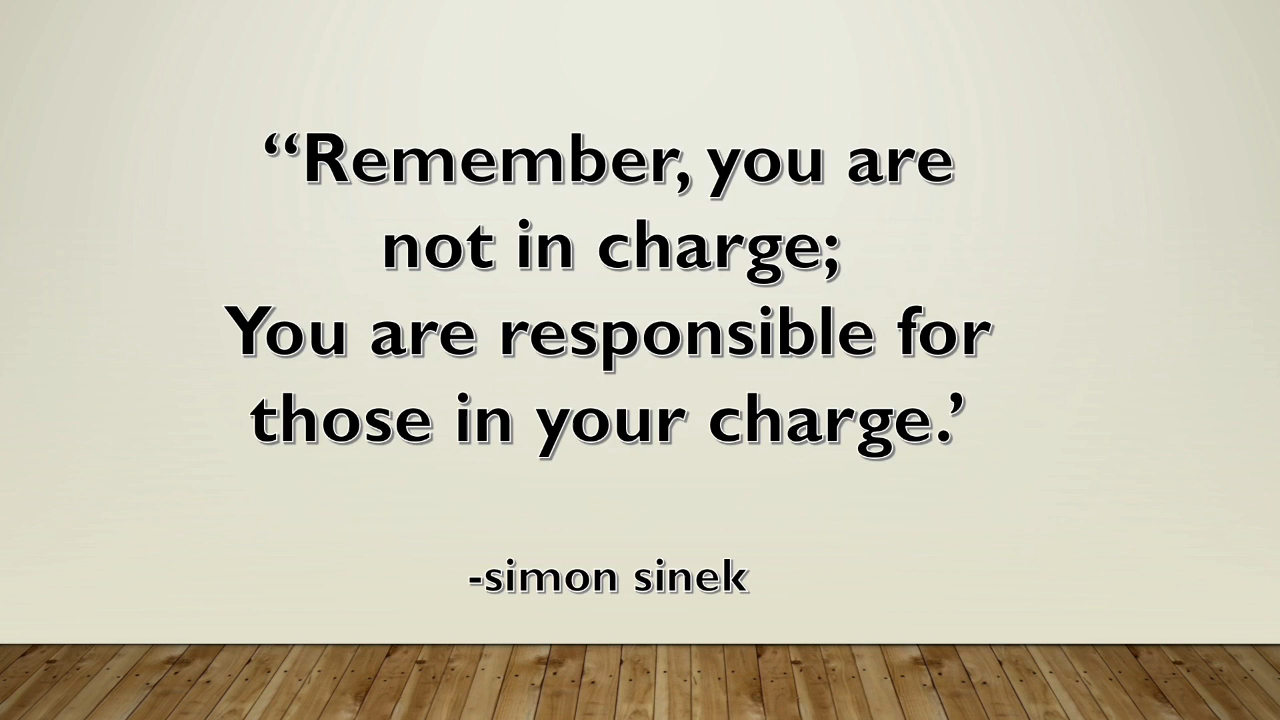 “Remember, you are
not in charge;
You are responsible for
those in your charge.’
-simon sinek